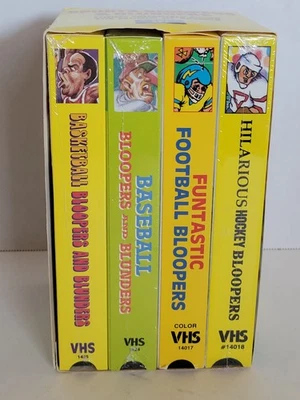 BASKETBALL BLOOPERS AND BLUNDERS
VHS
BASEBALL
BLOOPERS AND BLUNDERS
VHS
FUNTASTIC
FOOTBALL BLOOPERS
COLOR
VHS
14017
HILARIOUS HOCKEY BLOOPERS
VHS
#14018